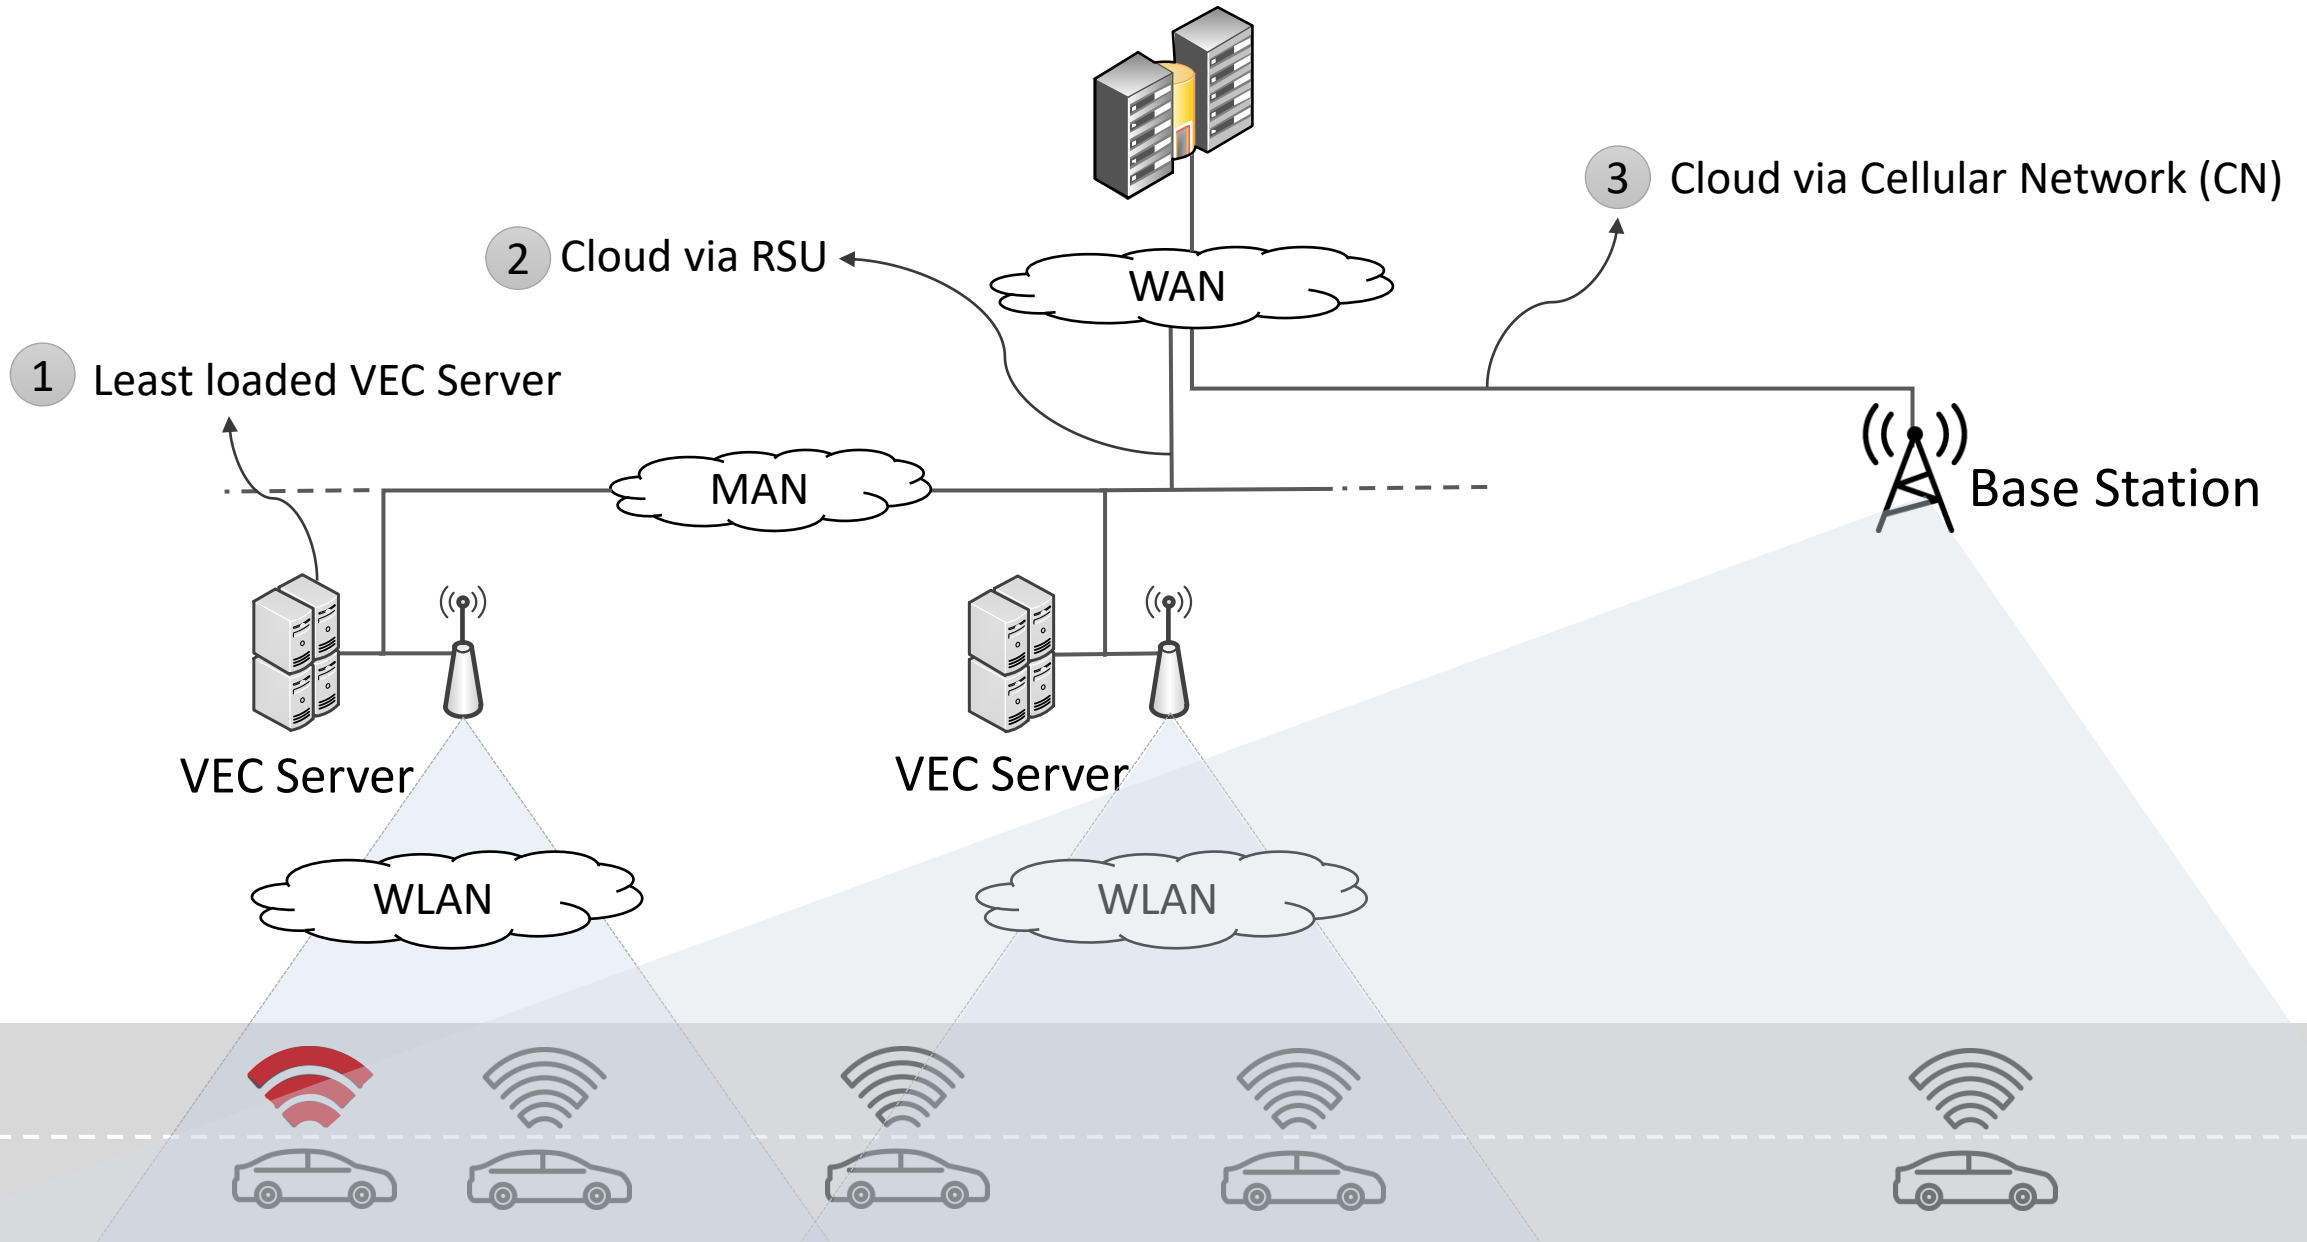 3 Cloud via Cellular Network (CN)
2 Cloud via RSU
WAN
1 Least loaded VEC Server
MAN
Base Station
VEC Server
VEC Server
WLAN
WLAN